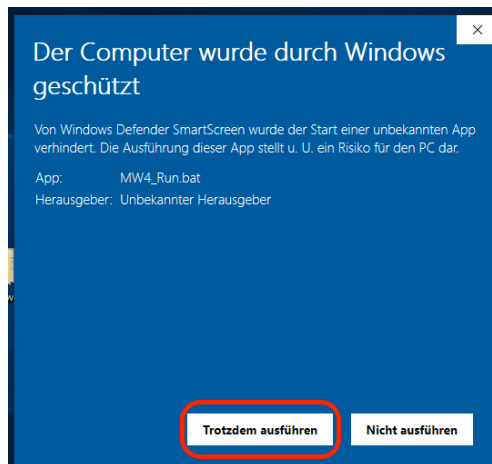 Der Computer wurde durch Windows
geschützt
Von Windows Defender SmartScreen wurde der Start einer unbekannten App
verhindert. Die Ausführung dieser App stellt u. U. ein Risiko für den PC dar.
App: MW4_Run.bat
Herausgeber: Unbekannter Herausgeber
Trotzdem ausführen Nicht ausführen